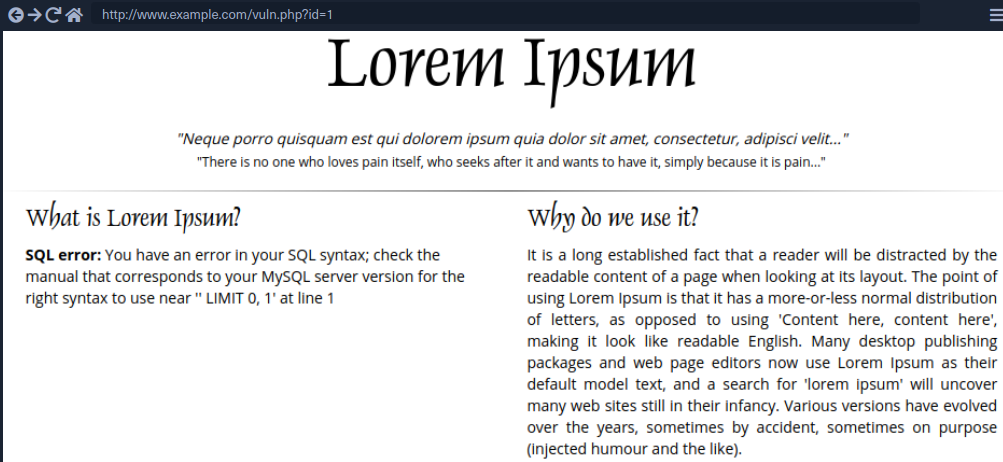 http://www.example.com/vuln.php?id=1
Lorem Ipsum
"Neque porro quisquam est qui dolorem ipsum quia dolor sit amet, consectetur, adipisci velit..."
"There is no one who loves pain itself, who seeks after it and wants to have it, simply because it is pain..."
What is Lorem Ipsum?
SQL error: You have an error in your SQL syntax; check the
manual that corresponds to your MySQL server version for the
right syntax to use near '' LIMIT 0, 1' at line 1
Why do we use it?
It is a long established fact that a reader will be distracted by the
readable content of a page when looking at its layout. The point of
using Lorem Ipsum is that it has a more-or-less normal distribution
of letters, as opposed to using 'Content here, content here',
making it look like readable English. Many desktop publishing
packages and web page editors now use Lorem Ipsum as their
default model text, and a search for 'lorem ipsum' will uncover
many web sites still in their infancy. Various versions have evolved
over the years, sometimes by accident, sometimes on purpose
(injected humour and the like).